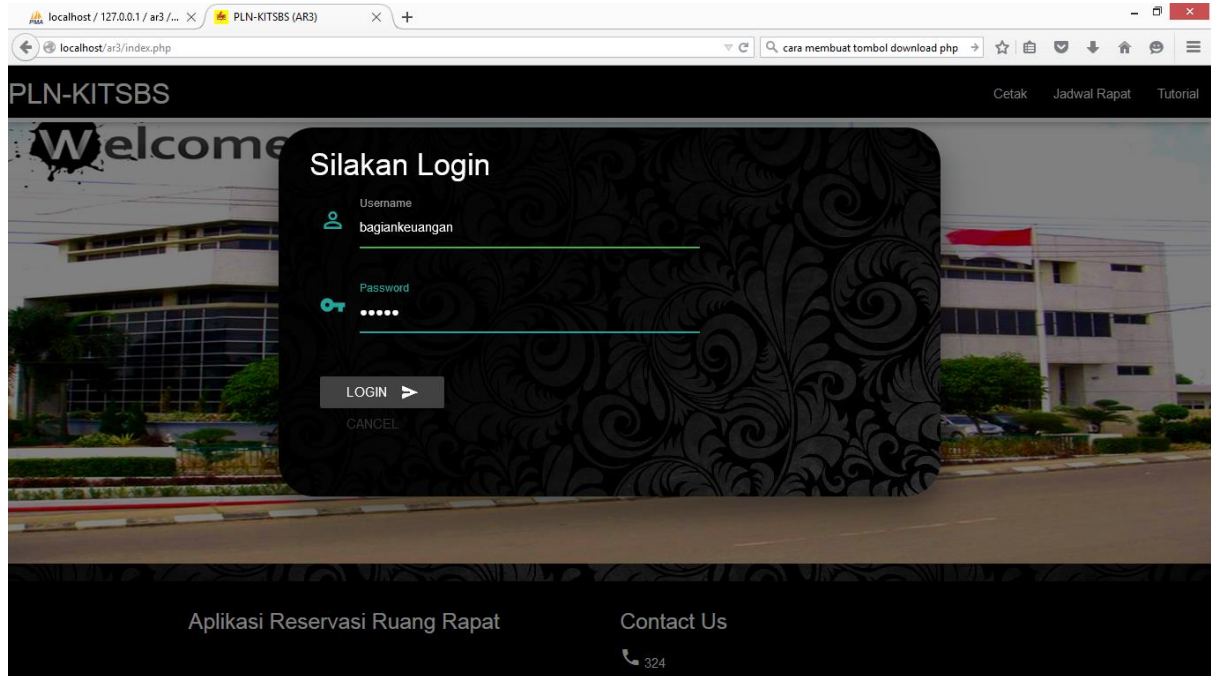 localhost / 127.0.0.1 / ar3 /...
PLN-KITSBS (AR3)
localhost/ar3/index.php
cara membuat tombol download php
PLN-KITSBS
Cetak Jadwal Rapat Tutorial
Welcome
Silakan Login
Username
bagiankeuangan
Password
•••••
LOGIN
CANCEL
Aplikasi Reservasi Ruang Rapat
Contact Us
324